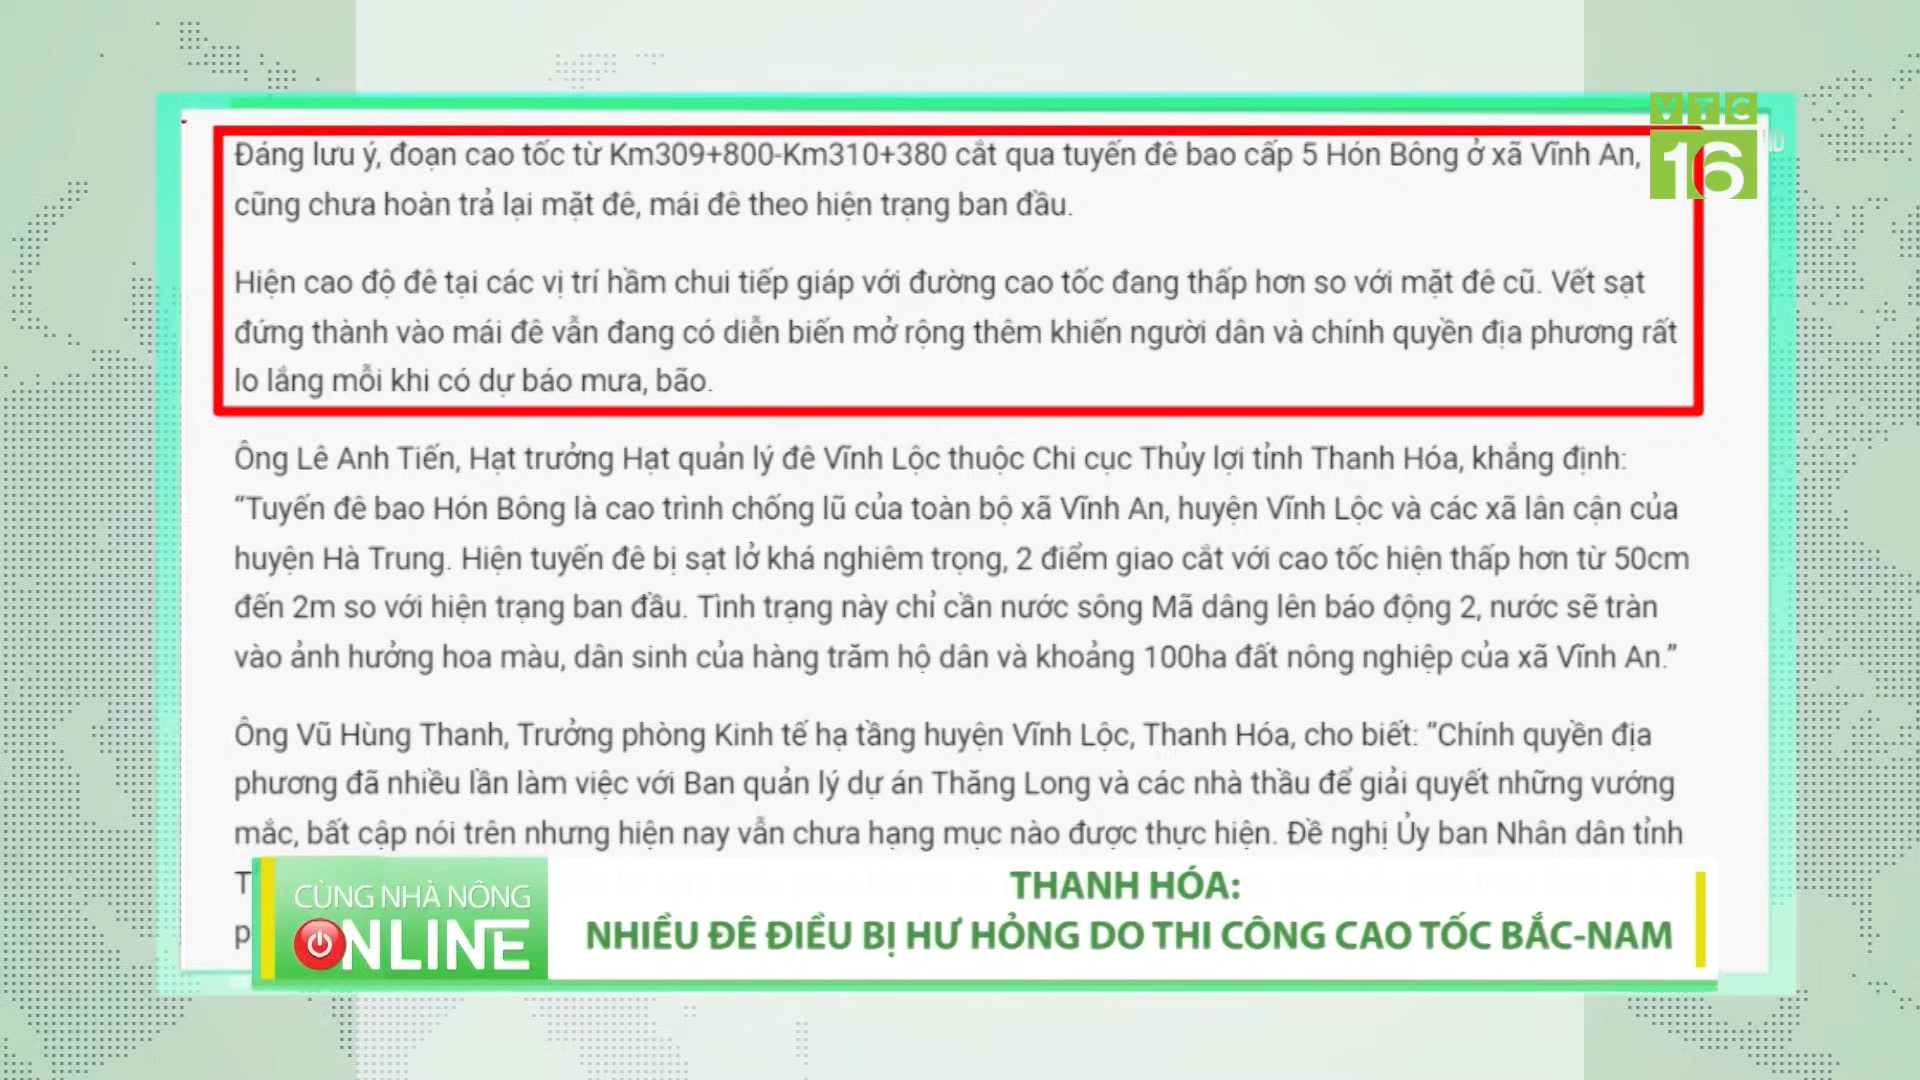 VTC
16
Đáng lưu ý, đoạn cao tốc từ Km309+800-Km310+380 cắt qua tuyến đê bao cấp 5 Hón Bông ở xã Vĩnh An,
cũng chưa hoàn trả lại mặt đê, mái đê theo hiện trạng ban đầu.
Hiện cao độ đê tại các vị trí hầm chui tiếp giáp với đường cao tốc đang thấp hơn so với mặt đê cũ. Vết sạt
đứng thành vào mái đê vẫn đang có diễn biến mở rộng thêm khiến người dân và chính quyền địa phương rất
lo lắng mỗi khi có dự báo mưa, bão.
Ông Lê Anh Tiến, Hạt trưởng Hạt quản lý đê Vĩnh Lộc thuộc Chi cục Thủy lợi tỉnh Thanh Hóa, khẳng định:
“Tuyến đê bao Hón Bông là cao trình chống lũ của toàn bộ xã Vĩnh An, huyện Vĩnh Lộc và các xã lân cận của
huyện Hà Trung. Hiện tuyến đê bị sạt lở khá nghiêm trọng, 2 điểm giao cắt với cao tốc hiện thấp hơn từ 50cm
đến 2m so với hiện trạng ban đầu. Tình trạng này chỉ cần nước sông Mã dâng lên báo động 2, nước sẽ tràn
vào ảnh hưởng hoa màu, dân sinh của hàng trăm hộ dân và khoảng 100ha đất nông nghiệp của xã Vĩnh An.”
Ông Vũ Hùng Thanh, Trưởng phòng Kinh tế hạ tầng huyện Vĩnh Lộc, Thanh Hóa, cho biết: “Chính quyền địa
phương đã nhiều lần làm việc với Ban quản lý dự án Thăng Long và các nhà thầu để giải quyết những vướng
mắc, bất cập nói trên nhưng hiện nay vẫn chưa hạng mục nào được thực hiện. Đề nghị Ủy ban Nhân dân tỉnh
CÙNG NHÀ NÔNG
ONLINE
THANH HÓA:
NHIỀU ĐÊ ĐIỀU BỊ HƯ HỎNG DO THI CÔNG CAO TỐC BẮC-NAM